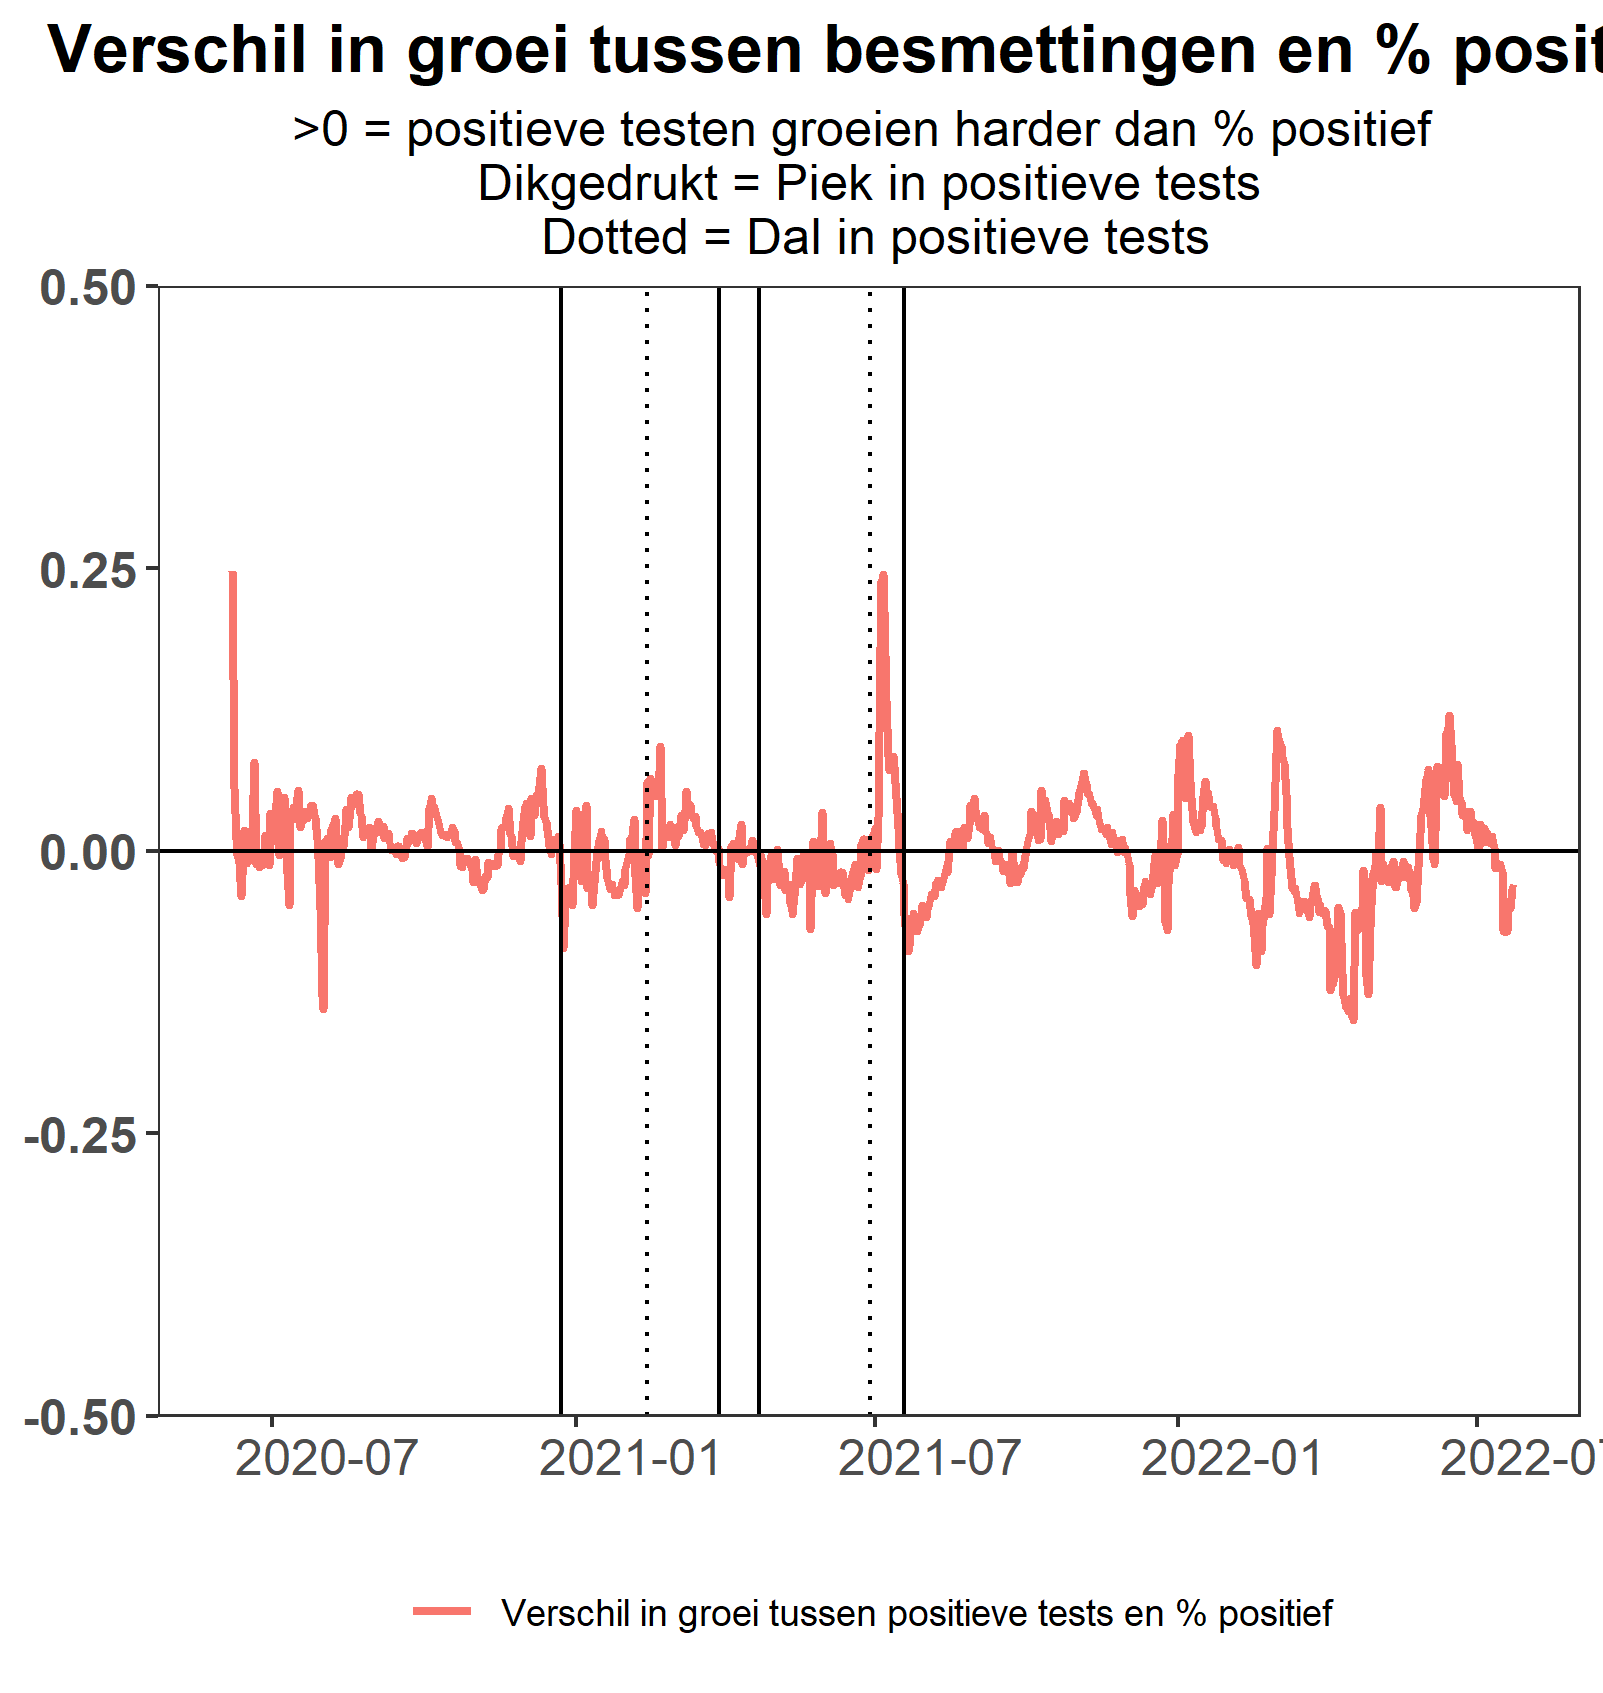 Verschil in groei tussen besmettingen en % posit
>0 = positieve testen groeien harder dan % positief
Dikgedrukt = Piek in positieve tests
Dotted = Dal in positieve tests
0.50
0.25
0.00
-0.25
-0.50
2020-07
2021-01
2021-07
2022-01
2022-07
Verschil in groei tussen positieve tests en % positief